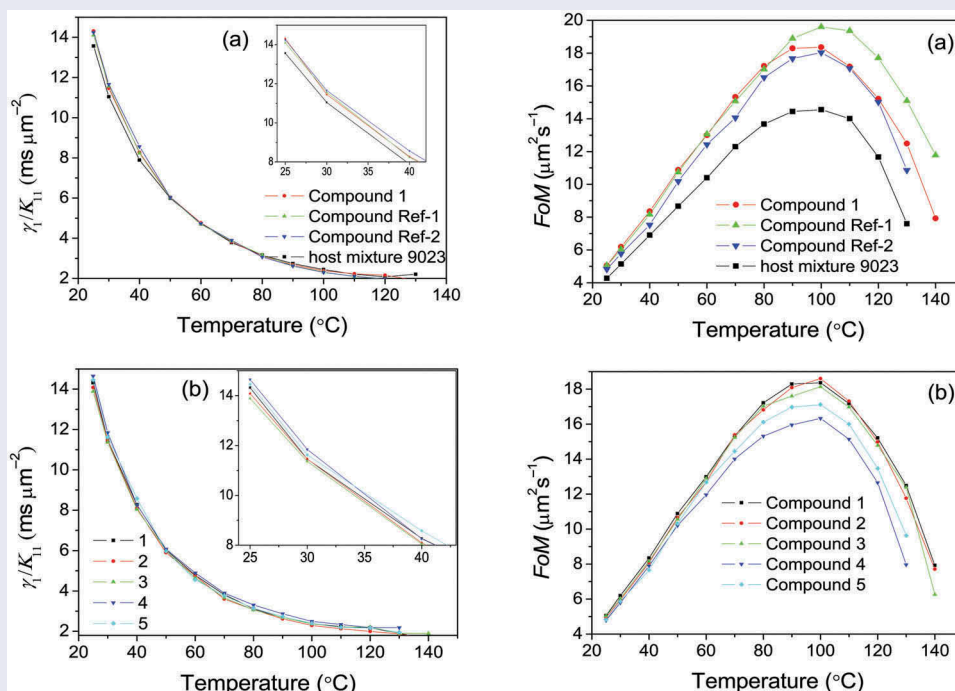 (a)
γ₁/K₁₁ (ms μm⁻²)
14
12
10
8
6
4
2
14
12
10
8
25 30 35 40
Compound 1
Compound Ref-1
Compound Ref-2
host mixture 9023
20 40 60 80 100 120 140
Temperature (°C)
(a)
FoM (μm²s⁻¹)
20
18
16
14
12
10
8
6
4
Compound 1
Compound Ref-1
Compound Ref-2
host mixture 9023
20 40 60 80 100 120 140
Temperature (°C)
(b)
γ₁/K₁₁ (ms μm⁻²)
14
12
10
8
6
4
2
14
12
10
8
25 30 35 40
1
2
3
4
5
20 40 60 80 100 120 140
Temperature (°C)
(b)
FoM (μm²s⁻¹)
18
16
14
12
10
8
6
4
Compound 1
Compound 2
Compound 3
Compound 4
Compound 5
20 40 60 80 100 120 140
Temperature (°C)